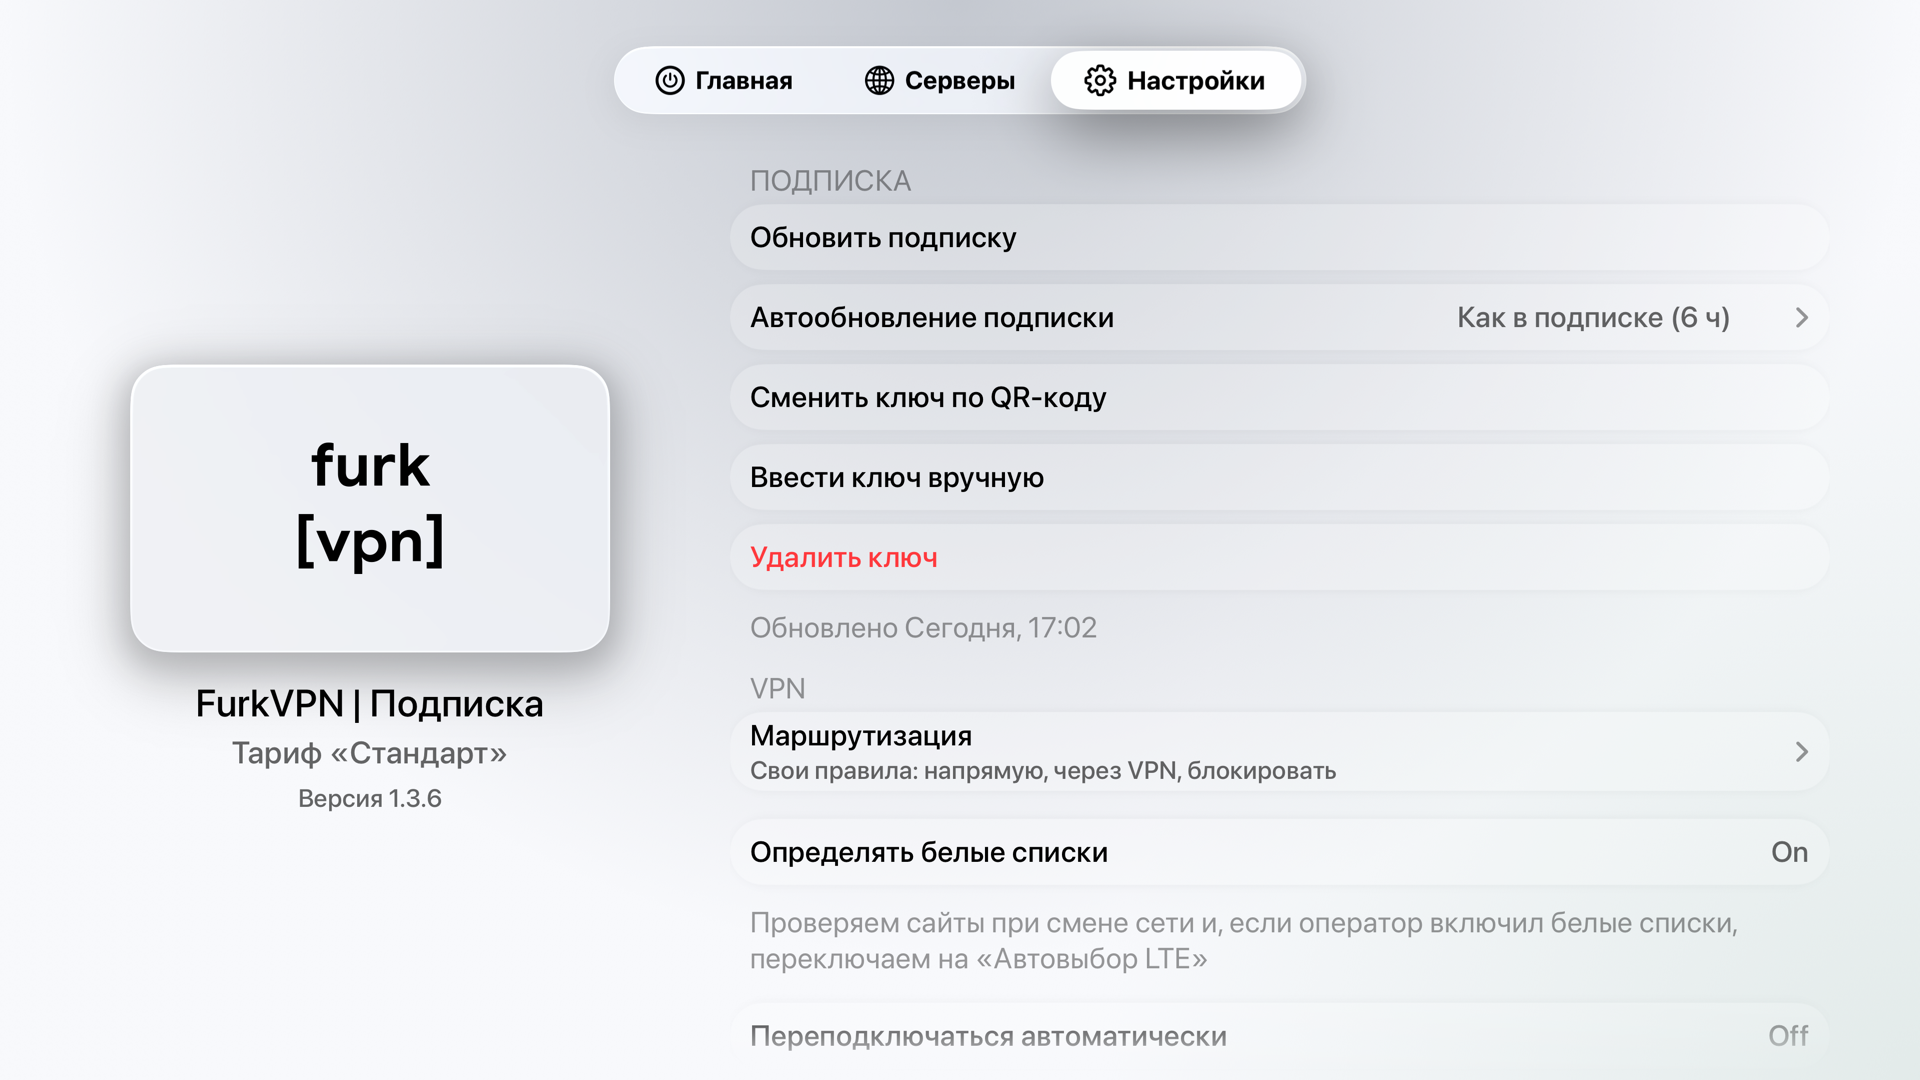 Главная
Серверы
Настройки
ПОДПИСКА
Обновить подписку
Автообновление подписки
Как в подписке (6 ч)
Сменить ключ по QR-коду
Ввести ключ вручную
Удалить ключ
Обновлено Сегодня, 17:02
furk
[vpn]
FurkVPN | Подписка
Тариф «Стандарт»
Версия 1.3.6
VPN
Маршрутизация
Свои правила: напрямую, через VPN, блокировать
Определять белые списки
On
Проверяем сайты при смене сети и, если оператор включил белые списки,
переключаем на «Автовыбор LTE»
Переподключаться автоматически
Off